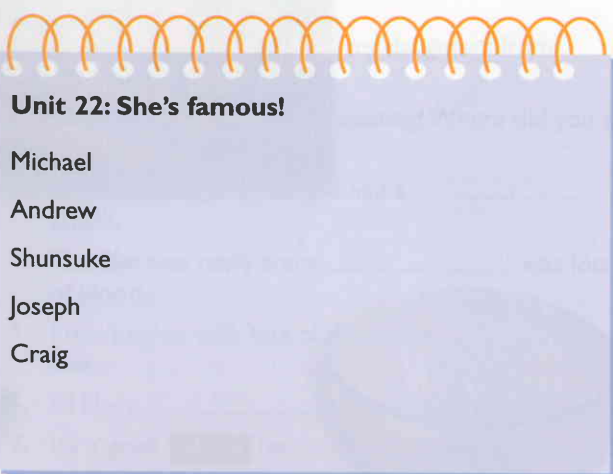 Unit 22: She's famous!
Michael
Andrew
Shunsuke
Joseph
Craig